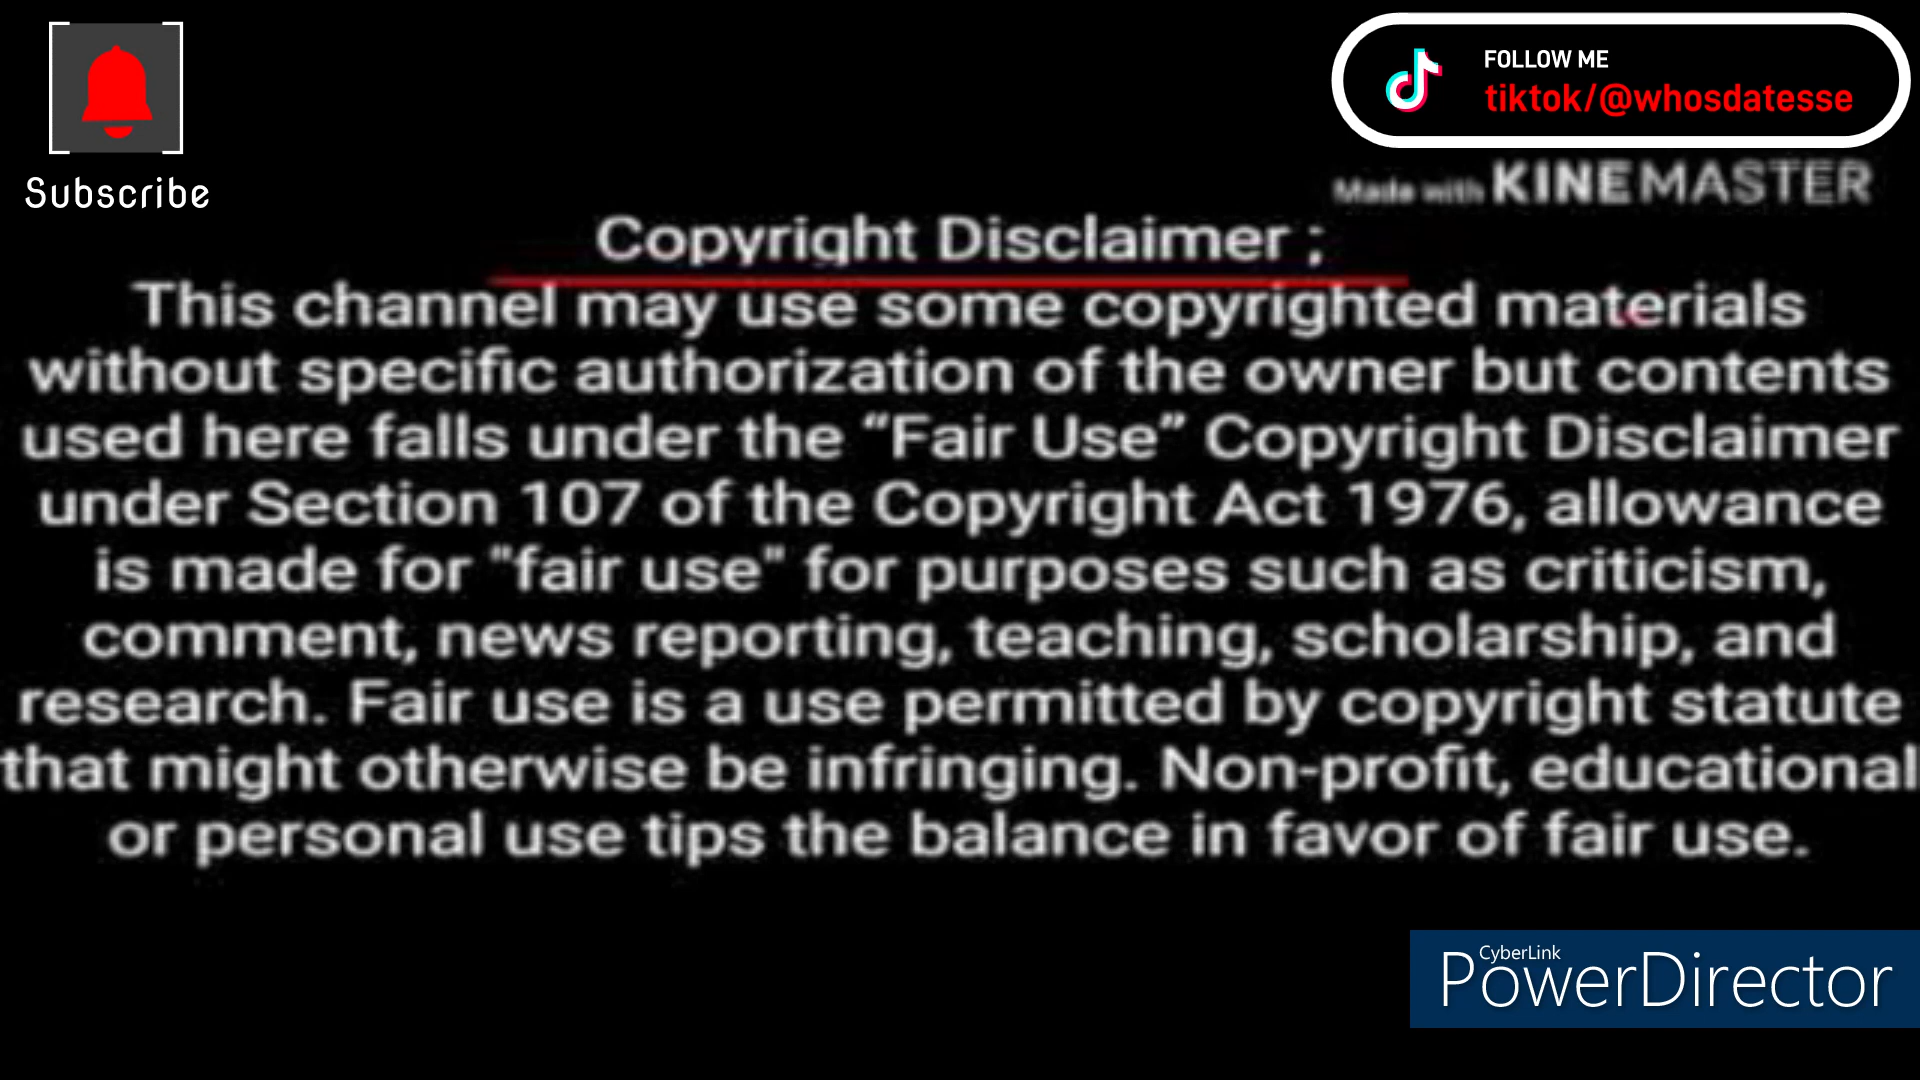 FOLLOW ME
tiktok/@whosdatesse
Subscribe
Made with KINEMASTER
Copyright Disclaimer ;
This channel may use some copyrighted materials
without specific authorization of the owner but contents
used here falls under the “Fair Use” Copyright Disclaimer
under Section 107 of the Copyright Act 1976, allowance
is made for "fair use" for purposes such as criticism,
comment, news reporting, teaching, scholarship, and
research. Fair use is a use permitted by copyright statute
that might otherwise be infringing. Non-profit, educational
or personal use tips the balance in favor of fair use.
CyberLink
PowerDirector